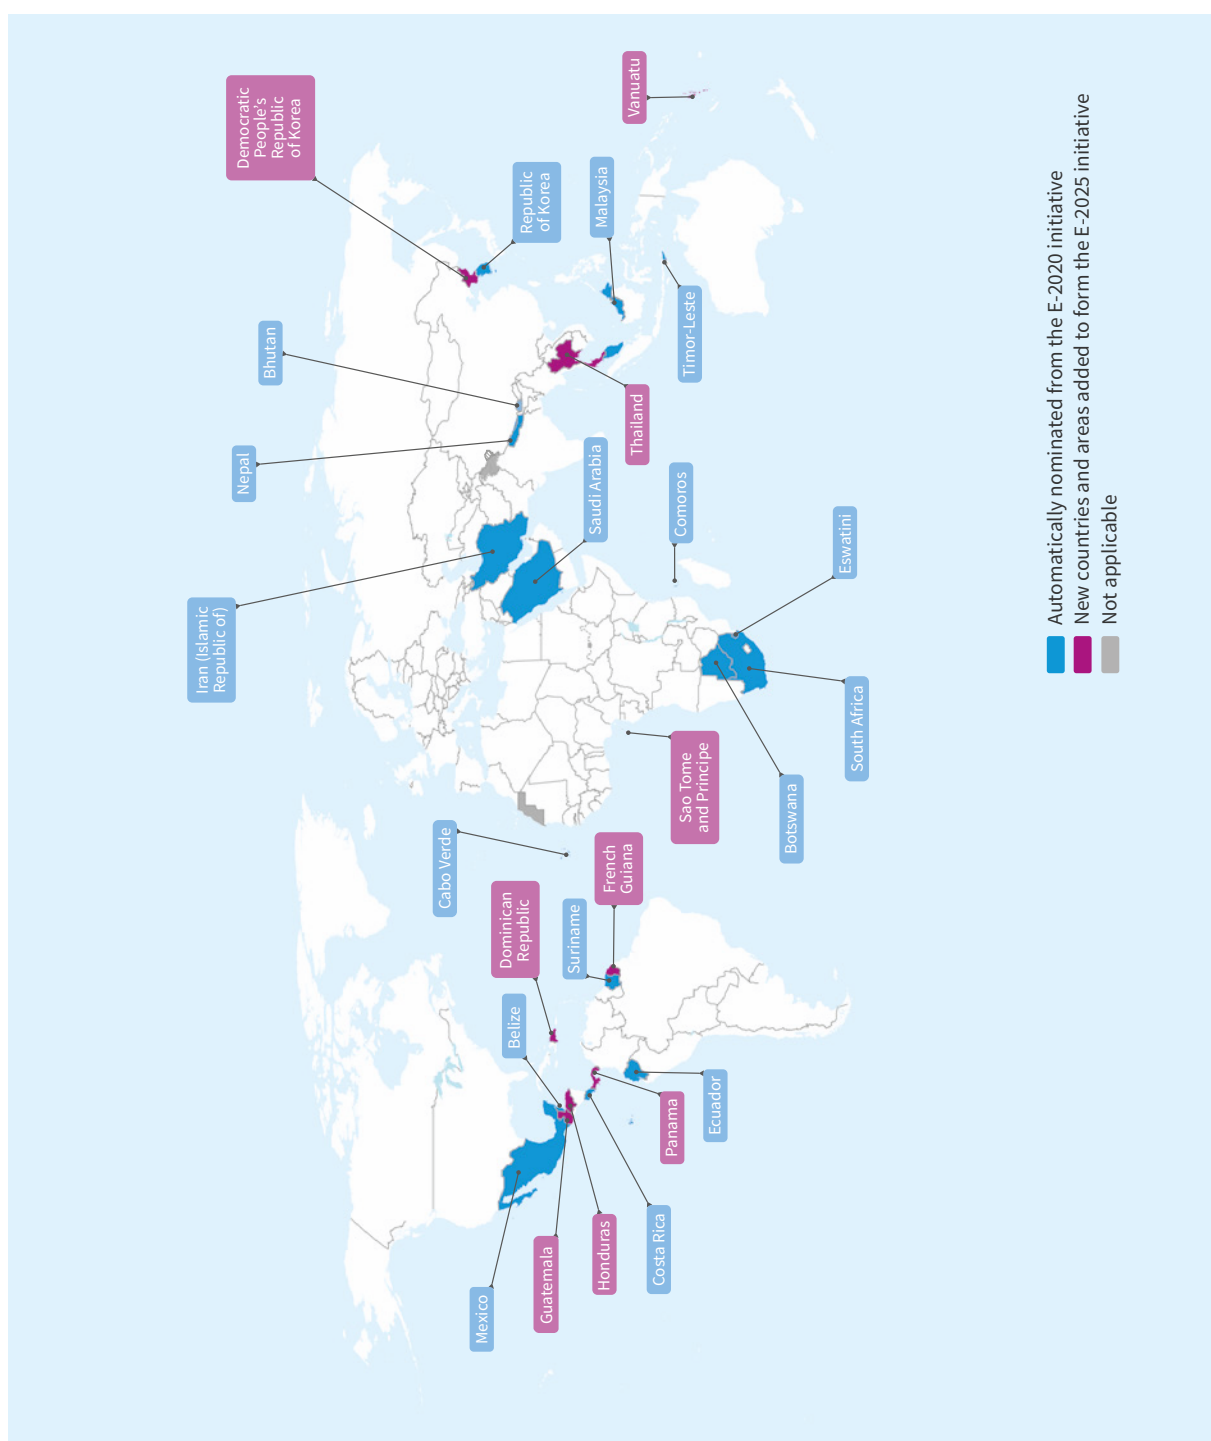 Democratic
People's
Republic
of Korea
Vanuatu
Republic
of Korea
Malaysia
Bhutan
Timor-Leste
Nepal
Thailand
Saudi Arabia
Comoros
Iran (Islamic
Republic of)
Eswatini
South Africa
Sao Tome
and Principe
Botswana
Cabo Verde
French
Guiana
Dominican
Republic
Suriname
Belize
Ecuador
Panama
Costa Rica
Honduras
Guatemala
Mexico
Automatically nominated from the E-2020 initiative
New countries and areas added to form the E-2025 initiative
Not applicable